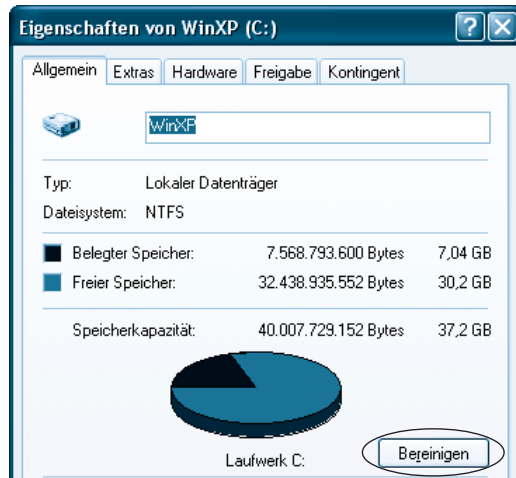 Eigenschaften von WinXP (C:)
Allgemein Extras Hardware Freigabe Kontingent
WinXP
Typ: Lokaler Datenträger
Dateisystem: NTFS
Belegter Speicher: 7.568.793.600 Bytes 7,04 GB
Freier Speicher: 32.438.935.552 Bytes 30,2 GB
Speicherkapazität: 40.007.729.152 Bytes 37,2 GB
Laufwerk C:
Bereinigen